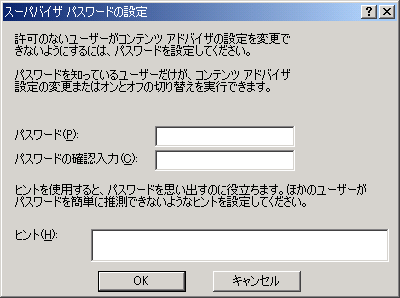 スーパバイザ パスワードの設定
許可のないユーザーがコンテンツ アドバイザの設定を変更で
きないようにするには、パスワードを設定してください。
パスワードを知っているユーザーだけが、コンテンツ アドバイザ
設定の変更またはオンとオフの切り替えを実行できます。
パスワード(P):
パスワードの確認入力(C):
ヒントを使用すると、パスワードを思い出すのに役立ちます。ほかのユーザーが
パスワードを簡単に推測できないようなヒントを設定してください。
ヒント(H):
OK キャンセル